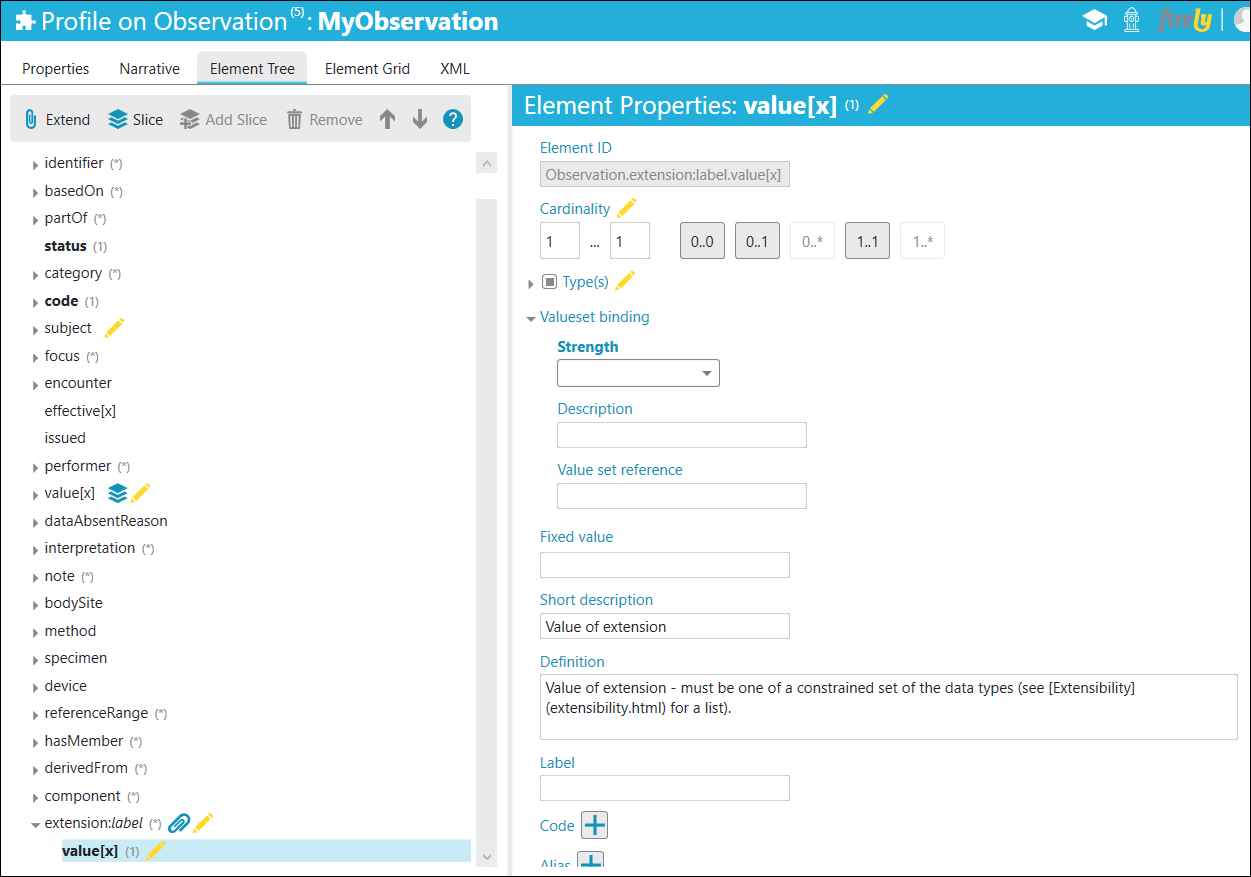 Profile on Observation(5): MyObservation
firely
Properties Narrative Element Tree Element Grid XML
Extend Slice Add Slice Remove ?
identifier (*)
basedOn (*)
partOf (*)
status (1)
category (*)
code (1)
subject
focus (*)
encounter
effective[x]
issued
performer (*)
value[x]
dataAbsentReason
interpretation (*)
note (*)
bodySite
method
specimen
device
referenceRange (*)
hasMember (*)
derivedFrom (*)
component (*)
extension:label (*)
value[x] (1)
Element Properties: value[x] (1)
Element ID
Observation.extension:label.value[x]
Cardinality
1 ... 1 0..0 0..1 0..* 1..1 1..*
Type(s)
Valueset binding
Strength
Description
Value set reference
Fixed value
Short description
Value of extension
Definition
Value of extension - must be one of a constrained set of the data types (see [Extensibility]
(extensibility.html) for a list).
Label
Code
Alias